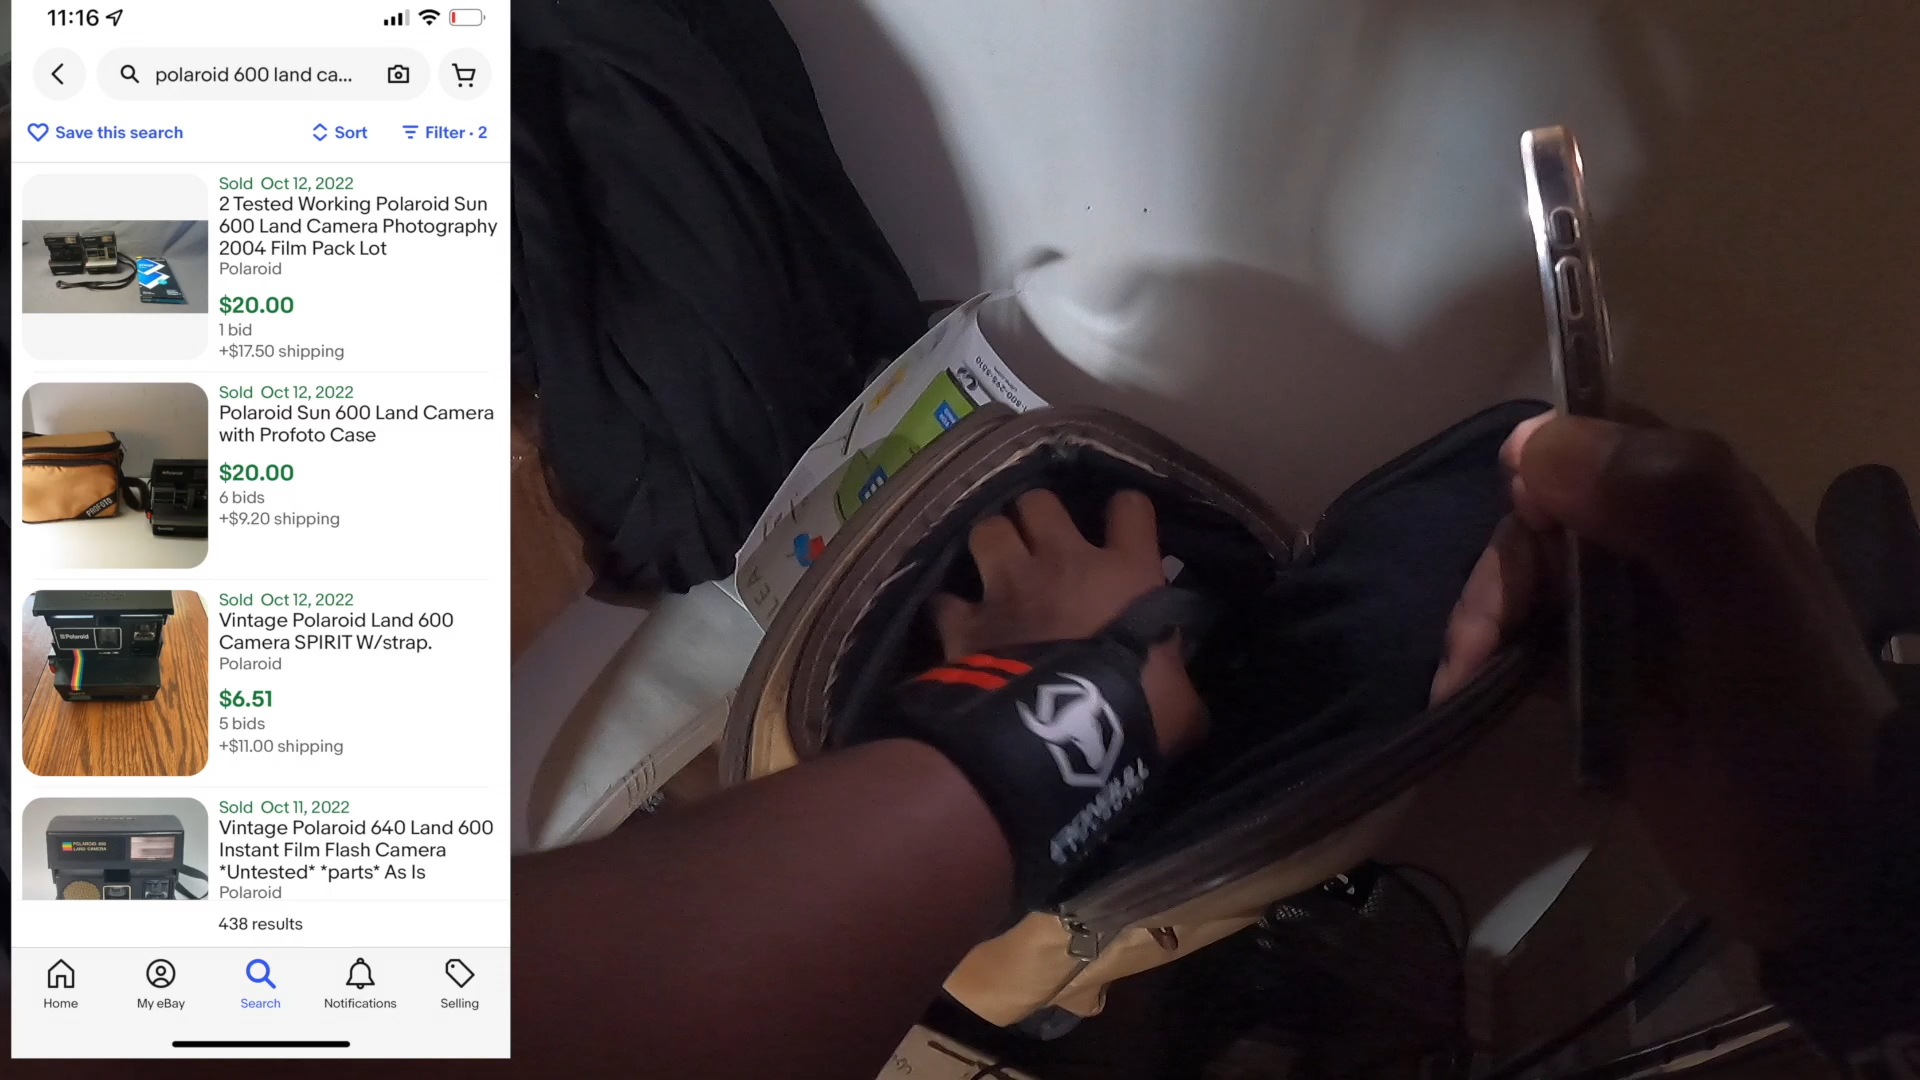 11:16
polaroid 600 land ca...
Save this search
Sort
Filter · 2
Sold Oct 12, 2022
2 Tested Working Polaroid Sun
600 Land Camera Photography
2004 Film Pack Lot
Polaroid
$20.00
1 bid
+$17.50 shipping
Sold Oct 12, 2022
Polaroid Sun 600 Land Camera
with Profoto Case
$20.00
6 bids
+$9.20 shipping
PROFOTO
Sold Oct 12, 2022
Vintage Polaroid Land 600
Camera SPIRIT W/strap.
Polaroid
$6.51
5 bids
+$11.00 shipping
Polaroid
Sold Oct 11, 2022
Vintage Polaroid 640 Land 600
Instant Film Flash Camera
*Untested* *parts* As Is
Polaroid
438 results
Home
My eBay
Search
Notifications
Selling